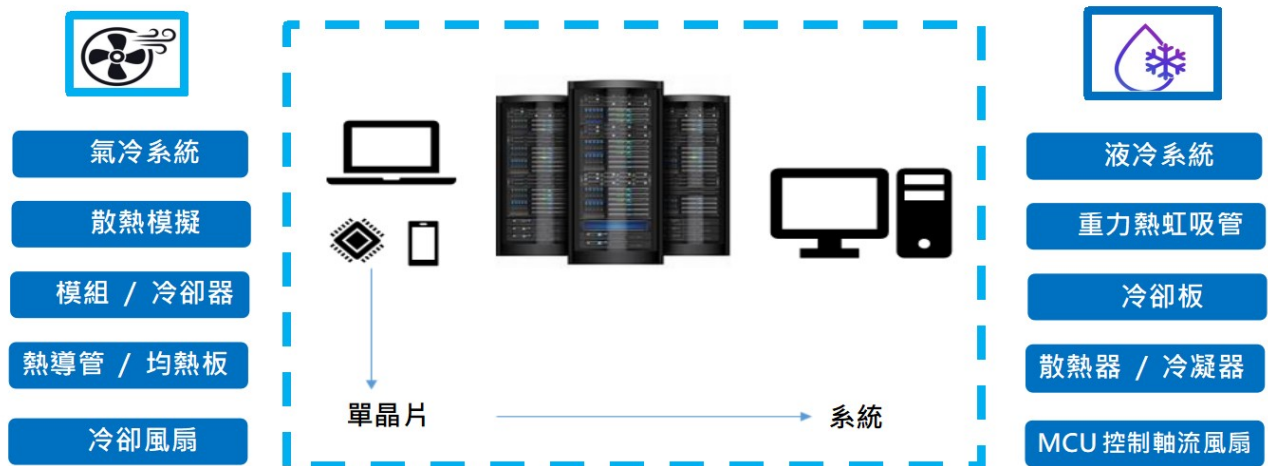 氣冷系統
散熱模擬
模組 / 冷卻器
熱導管 / 均熱板
冷卻風扇
單晶片
系統
液冷系統
重力熱虹吸管
冷卻板
散熱器 / 冷凝器
MCU 控制軸流風扇